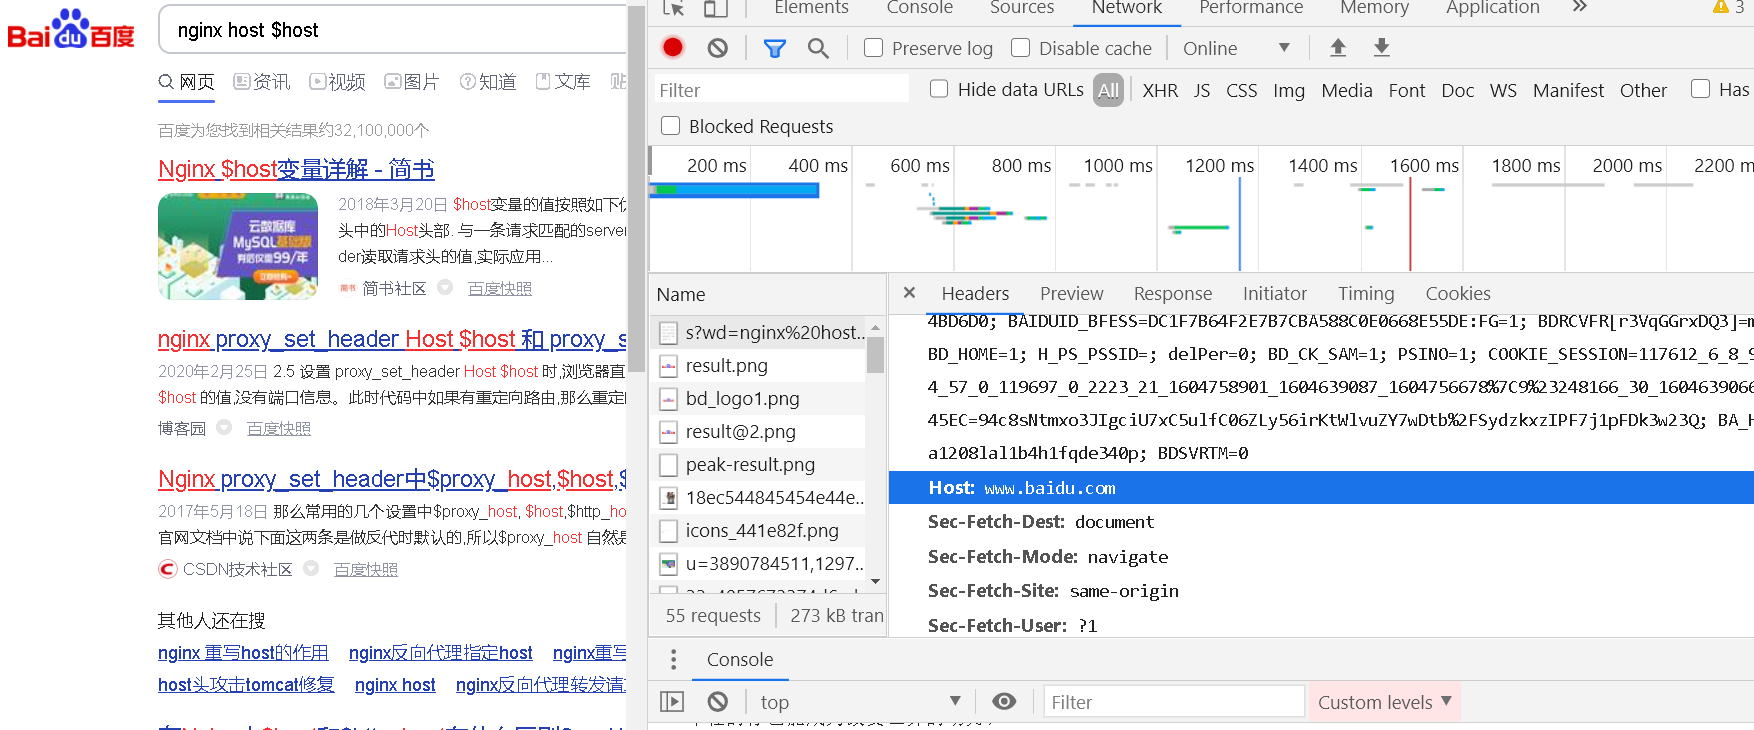 Bai du 百度
nginx host $host
网页 资讯 视频 图片 知道 文库 贴
百度为您找到相关结果约32,100,000个
Nginx $host变量详解 - 简书
云数据库
MySQL基础版
99/年
2018年3月20日 $host变量的值按照如下优
头中的Host头部. 与一条请求匹配的server
der读取请求头的值,实际应用...
简书 简书社区 百度快照
nginx proxy_set_header Host $host 和 proxy_s
2020年2月25日 2.5 设置 proxy_set_header Host $host 时,浏览器直
$host 的值,没有端口信息。此时代码中如果有重定向路由,那么重定
博客园 百度快照
Nginx proxy_set_header中$proxy_host,$host,$
2017年5月18日 那么常用的几个设置中$proxy_host, $host,$http_ho
官网文档中说下面这两条是做反代时默认的,所以$proxy_host 自然是
CSDN技术社区 百度快照
其他人还在搜
nginx 重写host的作用 nginx反向代理指定host nginx重写
host头攻击tomcat修复 nginx host nginx反向代理转发请
Elements Console Sources Network Performance Memory Application » 3
Preserve log Disable cache Online
Filter Hide data URLs All XHR JS CSS Img Media Font Doc WS Manifest Other Has
Blocked Requests
200 ms 400 ms 600 ms 800 ms 1000 ms 1200 ms 1400 ms 1600 ms 1800 ms 2000 ms 2200 m
Name
s?wd=nginx%20host..
result.png
bd_logo1.png
result@2.png
peak-result.png
18ec544845454e44e..
icons_441e82f.png
u=3890784511,1297..
55 requests 273 kB tran
× Headers Preview Response Initiator Timing Cookies
4BD6D0; BAIDUID_BFESS=DC1F7B64F2E7B7CBA588C0E0668E55DE:FG=1; BDRCVFR[r3VqGGrxDQ3]=m
BD_HOME=1; H_PS_PSSID=; delPer=0; BD_CK_SAM=1; PSINO=1; COOKIE_SESSION=117612_6_8_9
4_57_0_119697_0_2223_21_1604758901_1604639087_1604756678%7C9%23248166_30_1604639066
45EC=94c8sNtmxo3JIgciU7xC5ulfC06ZLy56irKtWlvuZY7wDtb%2FSydzkxzIPF7j1pFDk3w23Q; BA_H
a1208lal1b4h1fqde340p; BDSVRTM=0
Host: www.baidu.com
Sec-Fetch-Dest: document
Sec-Fetch-Mode: navigate
Sec-Fetch-Site: same-origin
Sec-Fetch-User: ?1
Console
top Filter Custom levels